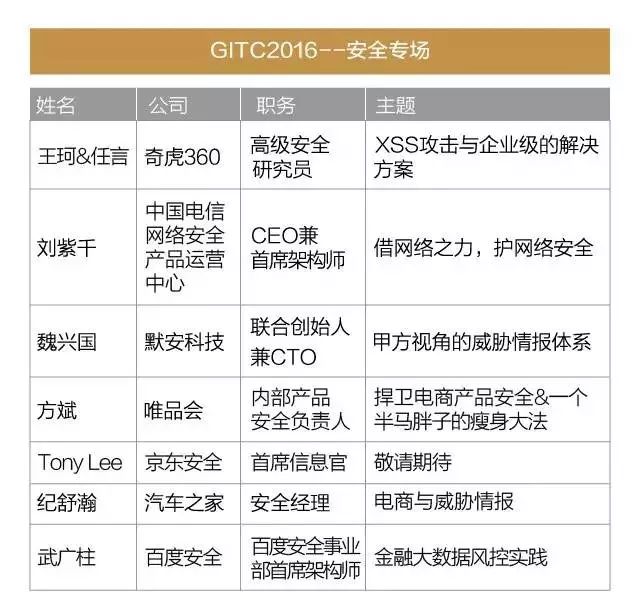 GITC2016--安全专场
姓名 公司 职务 主题
王珂&任言 奇虎360 高级安全 XSS攻击与企业级的解决
研究员 方案
刘紫千 中国电信 CEO兼 借网络之力，护网络安全
网络安全 首席架构师
产品运营
中心
魏兴国 默安科技 联合创始人 甲方视角的威胁情报体系
兼CTO
方斌 唯品会 内部产品 捍卫电商产品安全&一个
安全负责人 半马胖子的瘦身大法
Tony Lee 京东安全 首席信息官 敬请期待
纪舒瀚 汽车之家 安全经理 电商与威胁情报
武广柱 百度安全 百度安全事业 金融大数据风控实践
部首席架构师